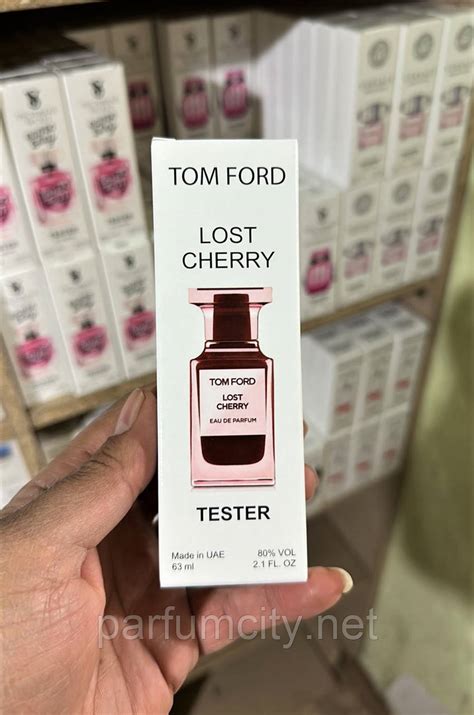 TOM FORD
LOST
CHERRY
TOM FORD
LOST
CHERRY
EAU DE PARFUM
TESTER
Made in UAE 80% VOL
63 ml 2.1 FL. OZ
parfumcity.net